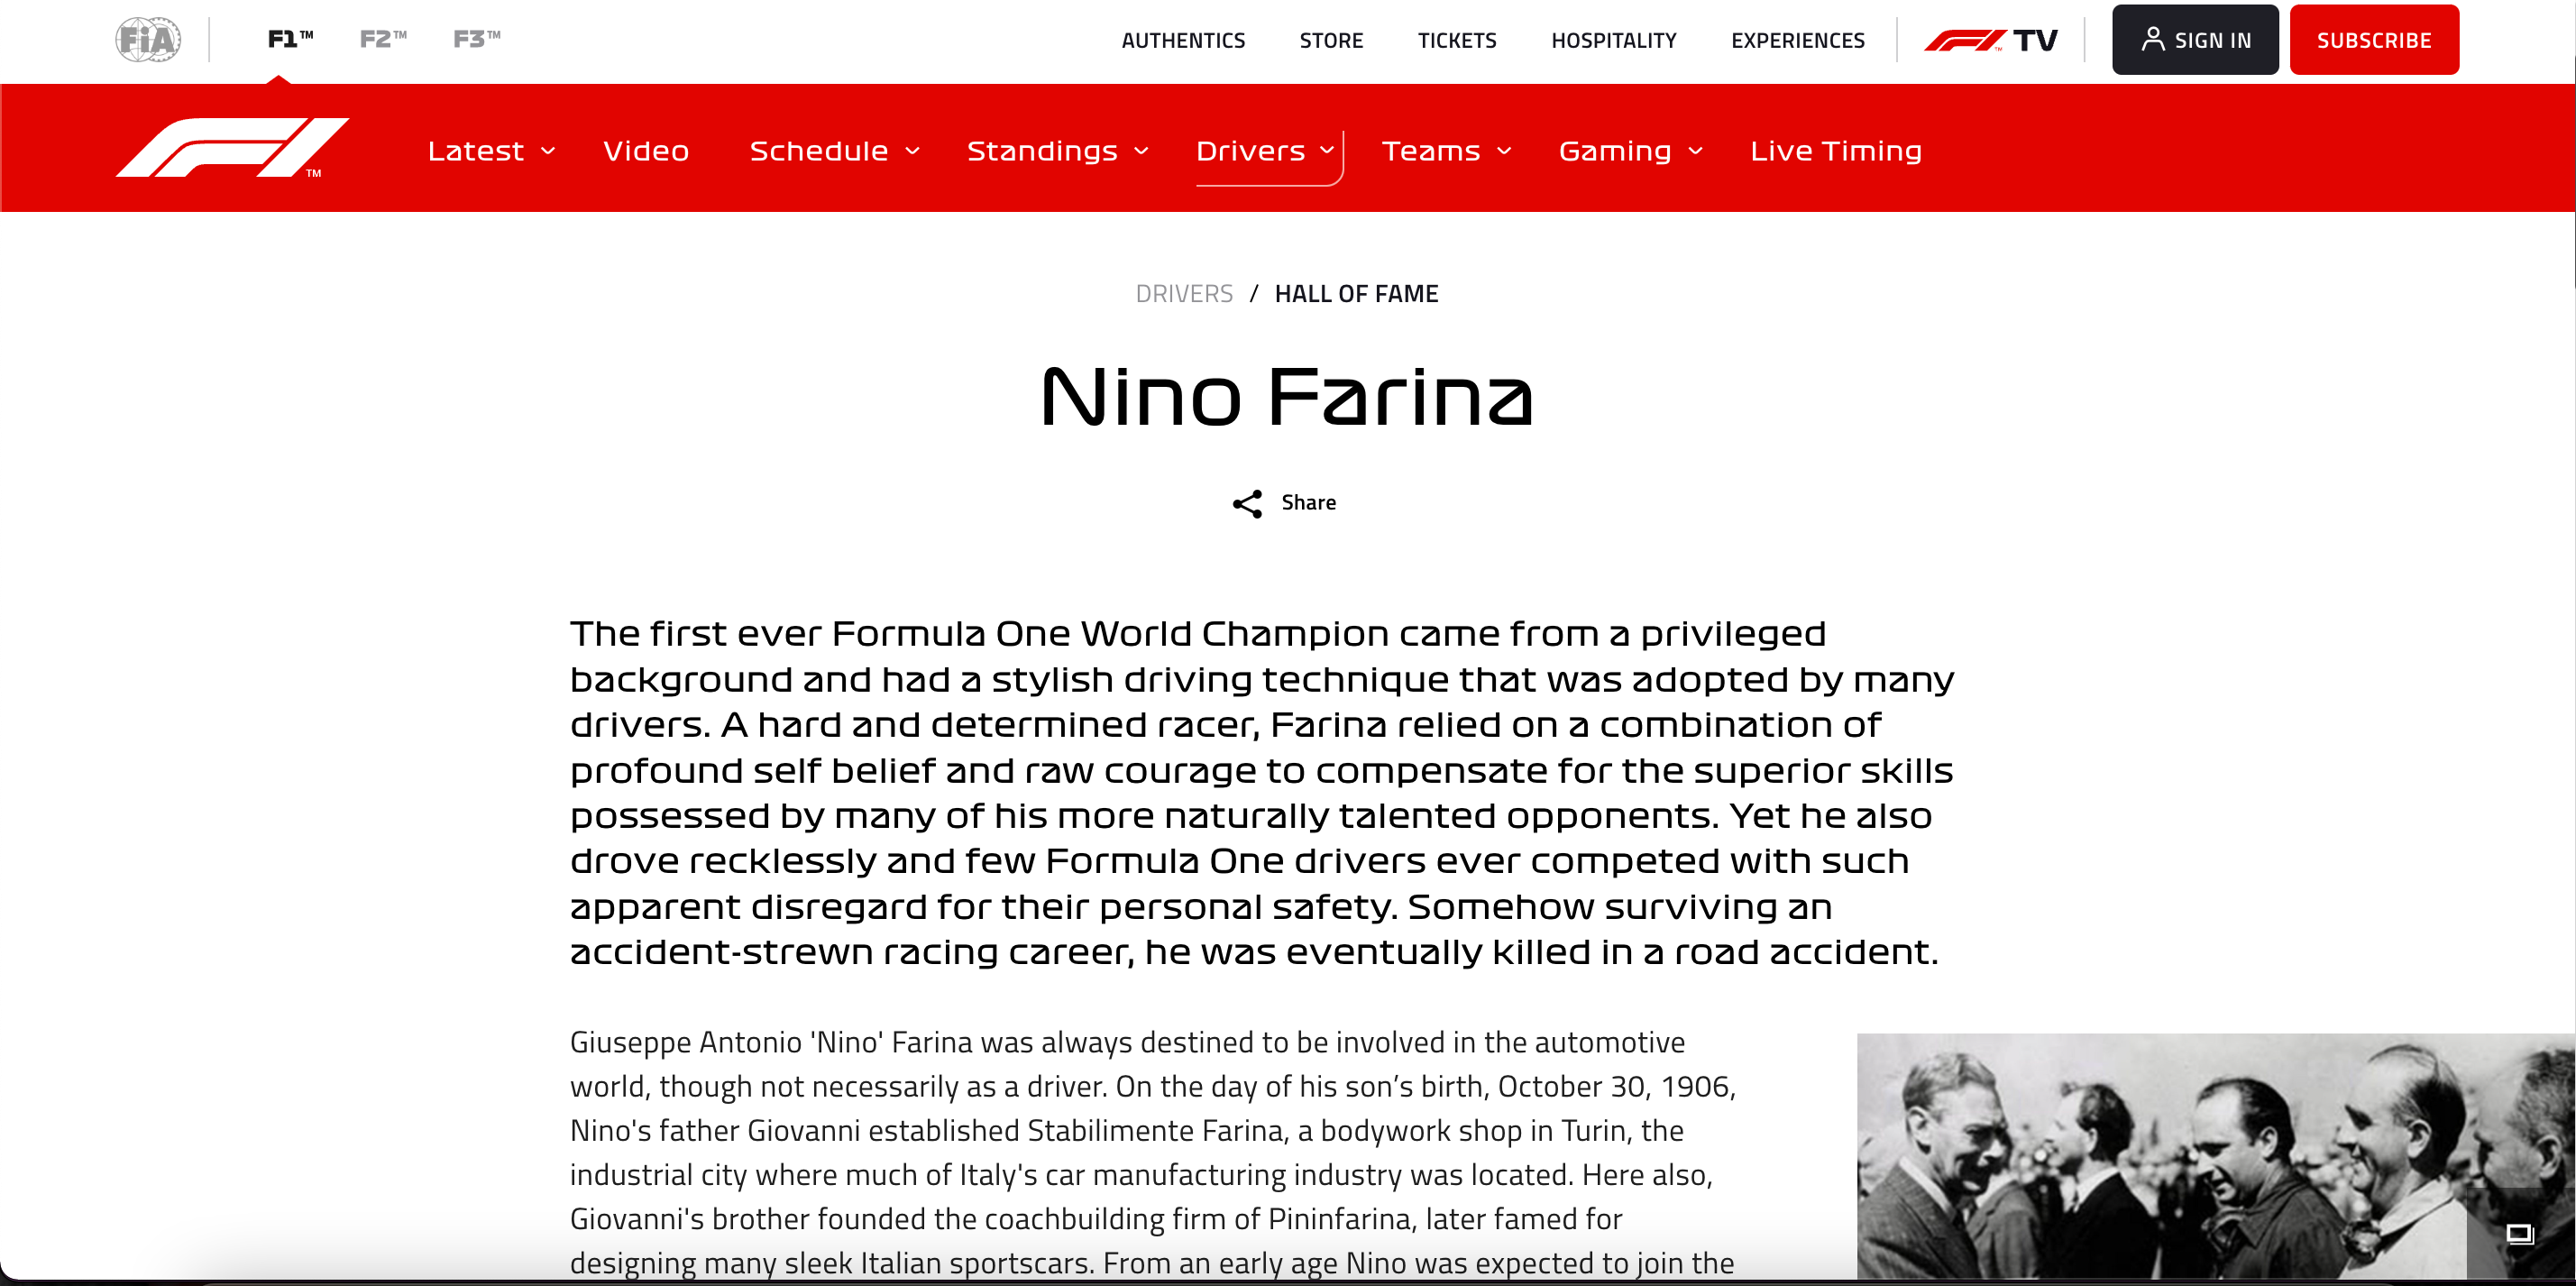 FiA
F1™ F2™ F3™ AUTHENTICS STORE TICKETS HOSPITALITY EXPERIENCES F1™ TV SIGN IN SUBSCRIBE
F1™ Latest Video Schedule Standings Drivers Teams Gaming Live Timing
DRIVERS / HALL OF FAME
Nino Farina
Share
The first ever Formula One World Champion came from a privileged
background and had a stylish driving technique that was adopted by many
drivers. A hard and determined racer, Farina relied on a combination of
profound self belief and raw courage to compensate for the superior skills
possessed by many of his more naturally talented opponents. Yet he also
drove recklessly and few Formula One drivers ever competed with such
apparent disregard for their personal safety. Somehow surviving an
accident-strewn racing career, he was eventually killed in a road accident.
Giuseppe Antonio 'Nino' Farina was always destined to be involved in the automotive
world, though not necessarily as a driver. On the day of his son’s birth, October 30, 1906,
Nino's father Giovanni established Stabilimente Farina, a bodywork shop in Turin, the
industrial city where much of Italy's car manufacturing industry was located. Here also,
Giovanni's brother founded the coachbuilding firm of Pininfarina, later famed for
designing many sleek Italian sportscars. From an early age Nino was expected to join the